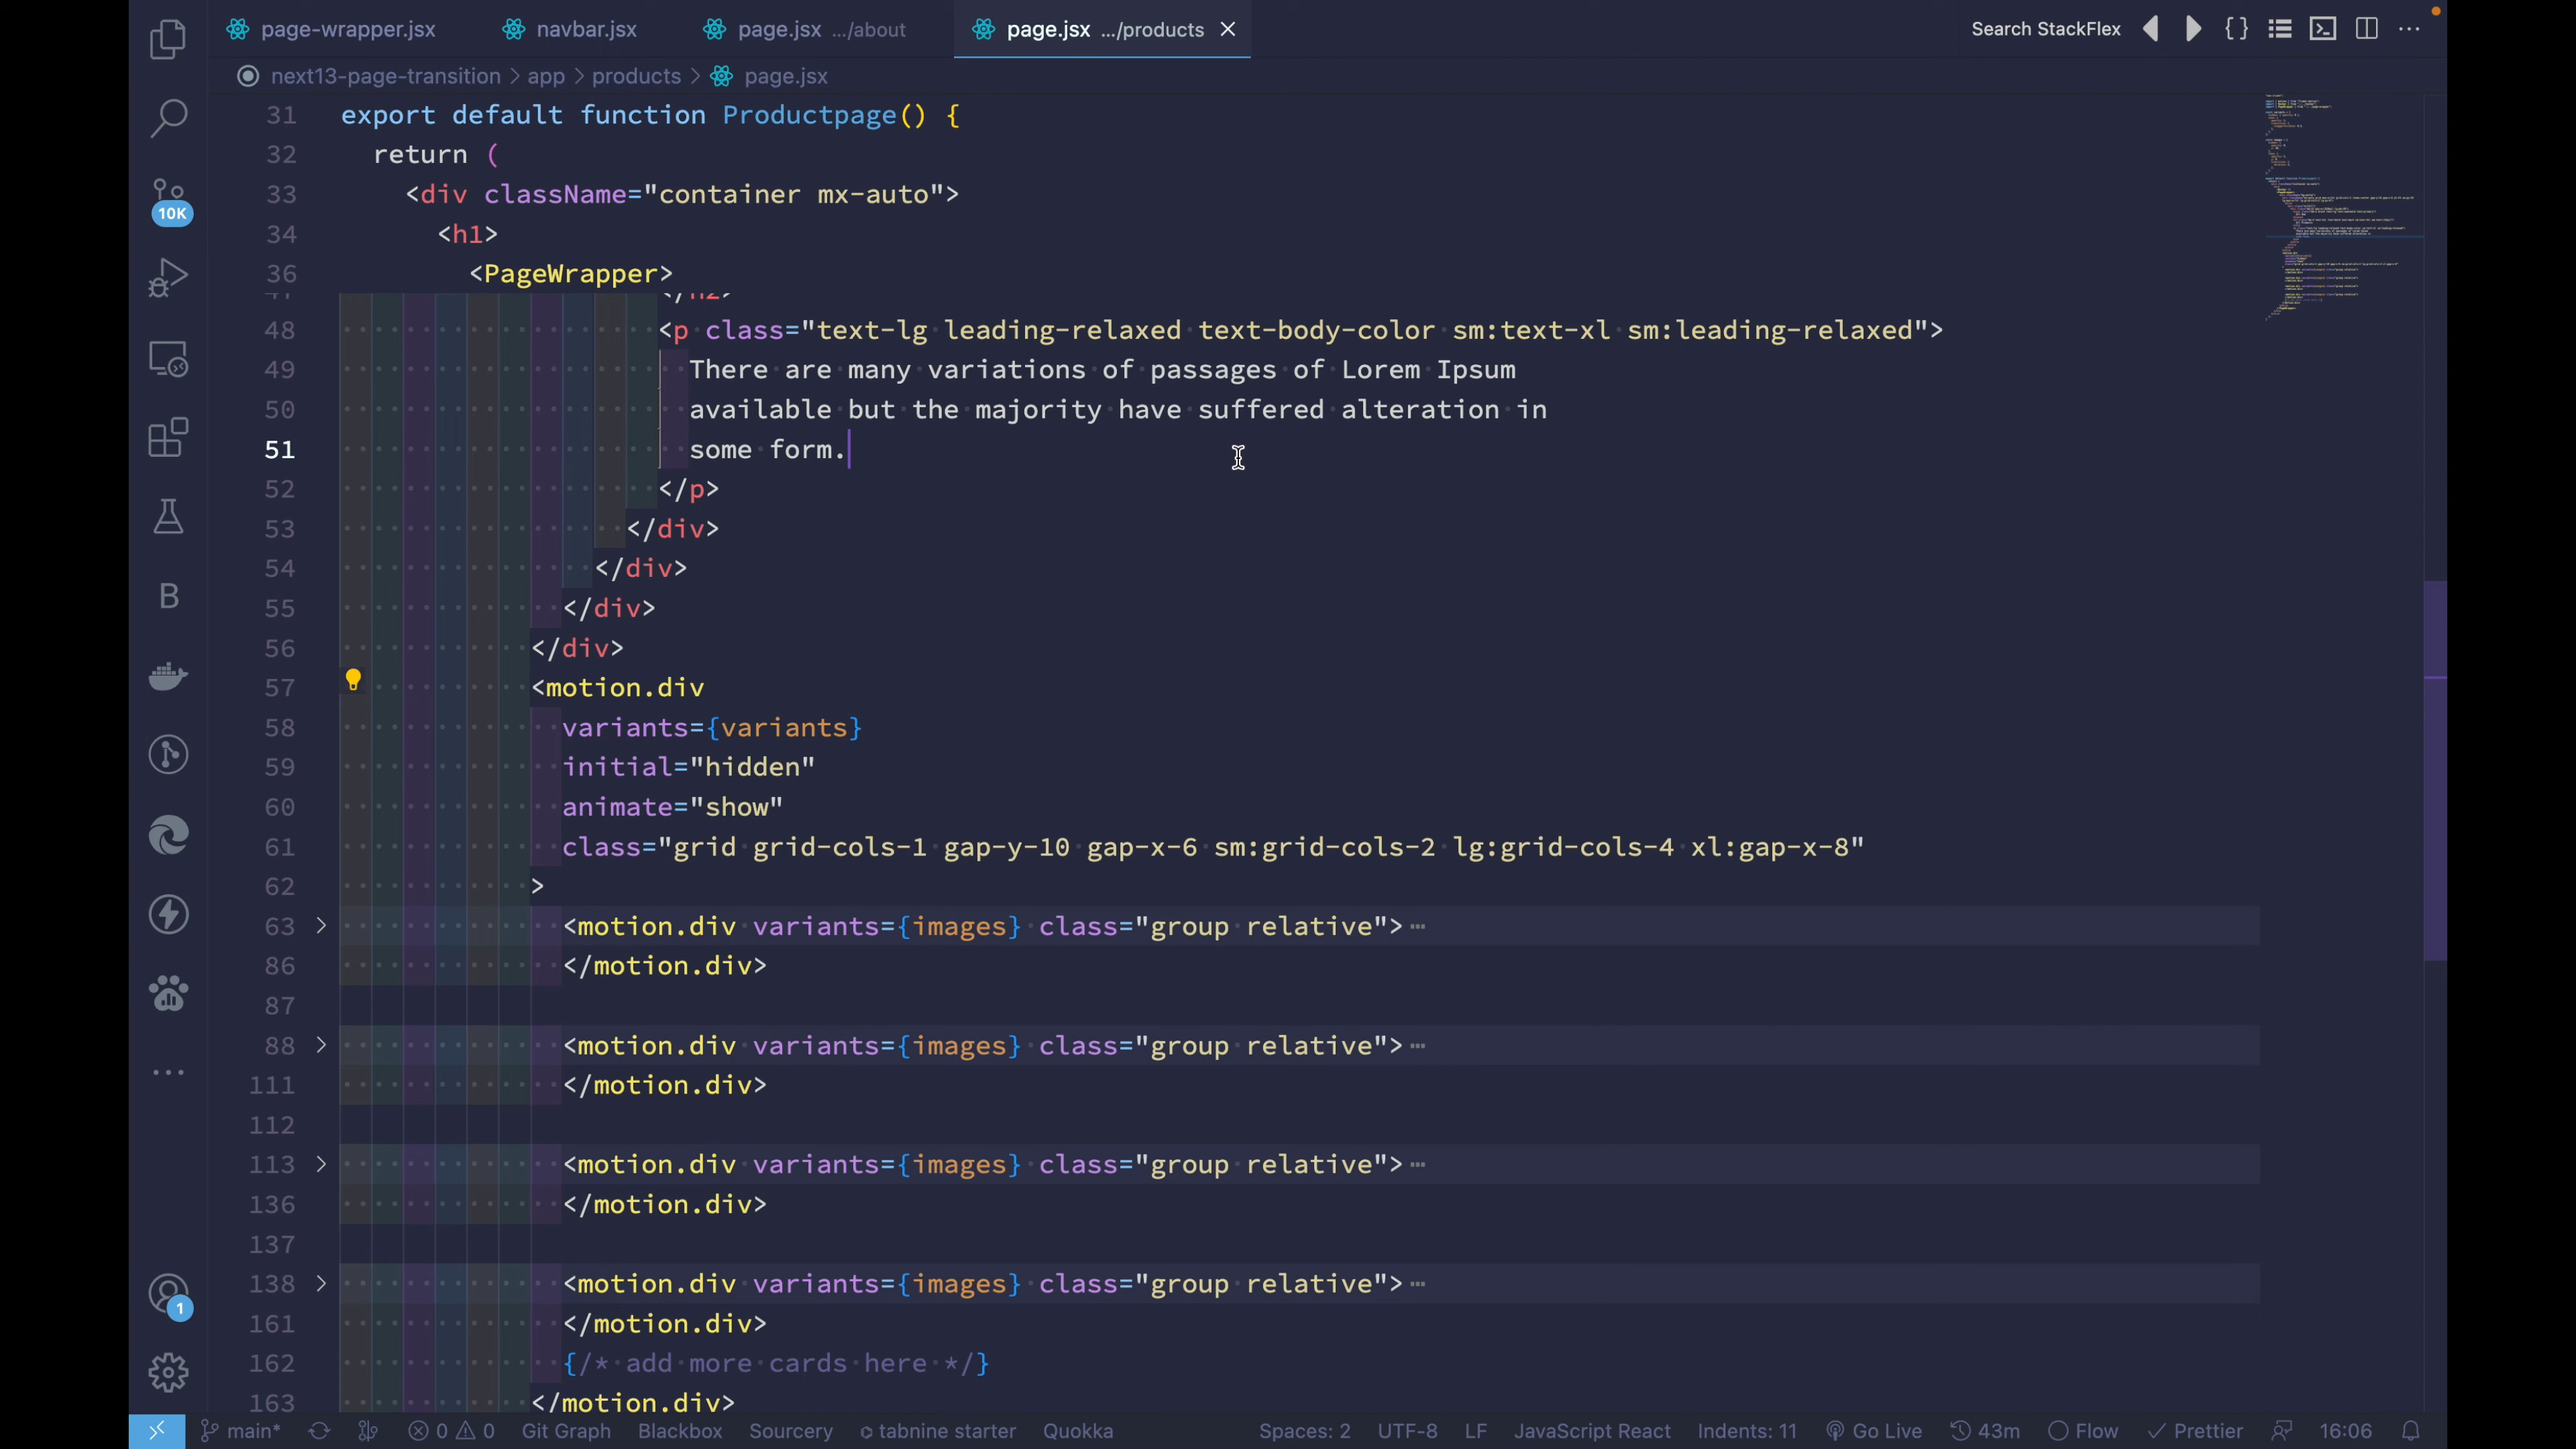 page-wrapper.jsx navbar.jsx page.jsx .../about page.jsx .../products Search StackFlex
next13-page-transition > app > products > page.jsx
10K
31 export default function Productpage() {
32 return (
33 <div className="container mx-auto">
34 <h1>
36 <PageWrapper>
48 <p class="text-lg leading-relaxed text-body-color sm:text-xl sm:leading-relaxed">
49 There are many variations of passages of Lorem Ipsum
50 available but the majority have suffered alteration in
51 some form.
52 </p>
53 </div>
54 </div>
55 </div>
56 </div>
57 <motion.div
58 variants={variants}
59 initial="hidden"
60 animate="show"
61 class="grid grid-cols-1 gap-y-10 gap-x-6 sm:grid-cols-2 lg:grid-cols-4 xl:gap-x-8"
62 >
63 <motion.div variants={images} class="group relative">
86 </motion.div>
87
88 <motion.div variants={images} class="group relative">
111 </motion.div>
112
113 <motion.div variants={images} class="group relative">
136 </motion.div>
137
138 <motion.div variants={images} class="group relative">
161 </motion.div>
162 {/* add more cards here */}
163 </motion.div>
B
1
main* 0 0 Git Graph Blackbox Sourcery tabnine starter Quokka Spaces: 2 UTF-8 LF JavaScript React Indents: 11 Go Live 43m Flow Prettier 16:06